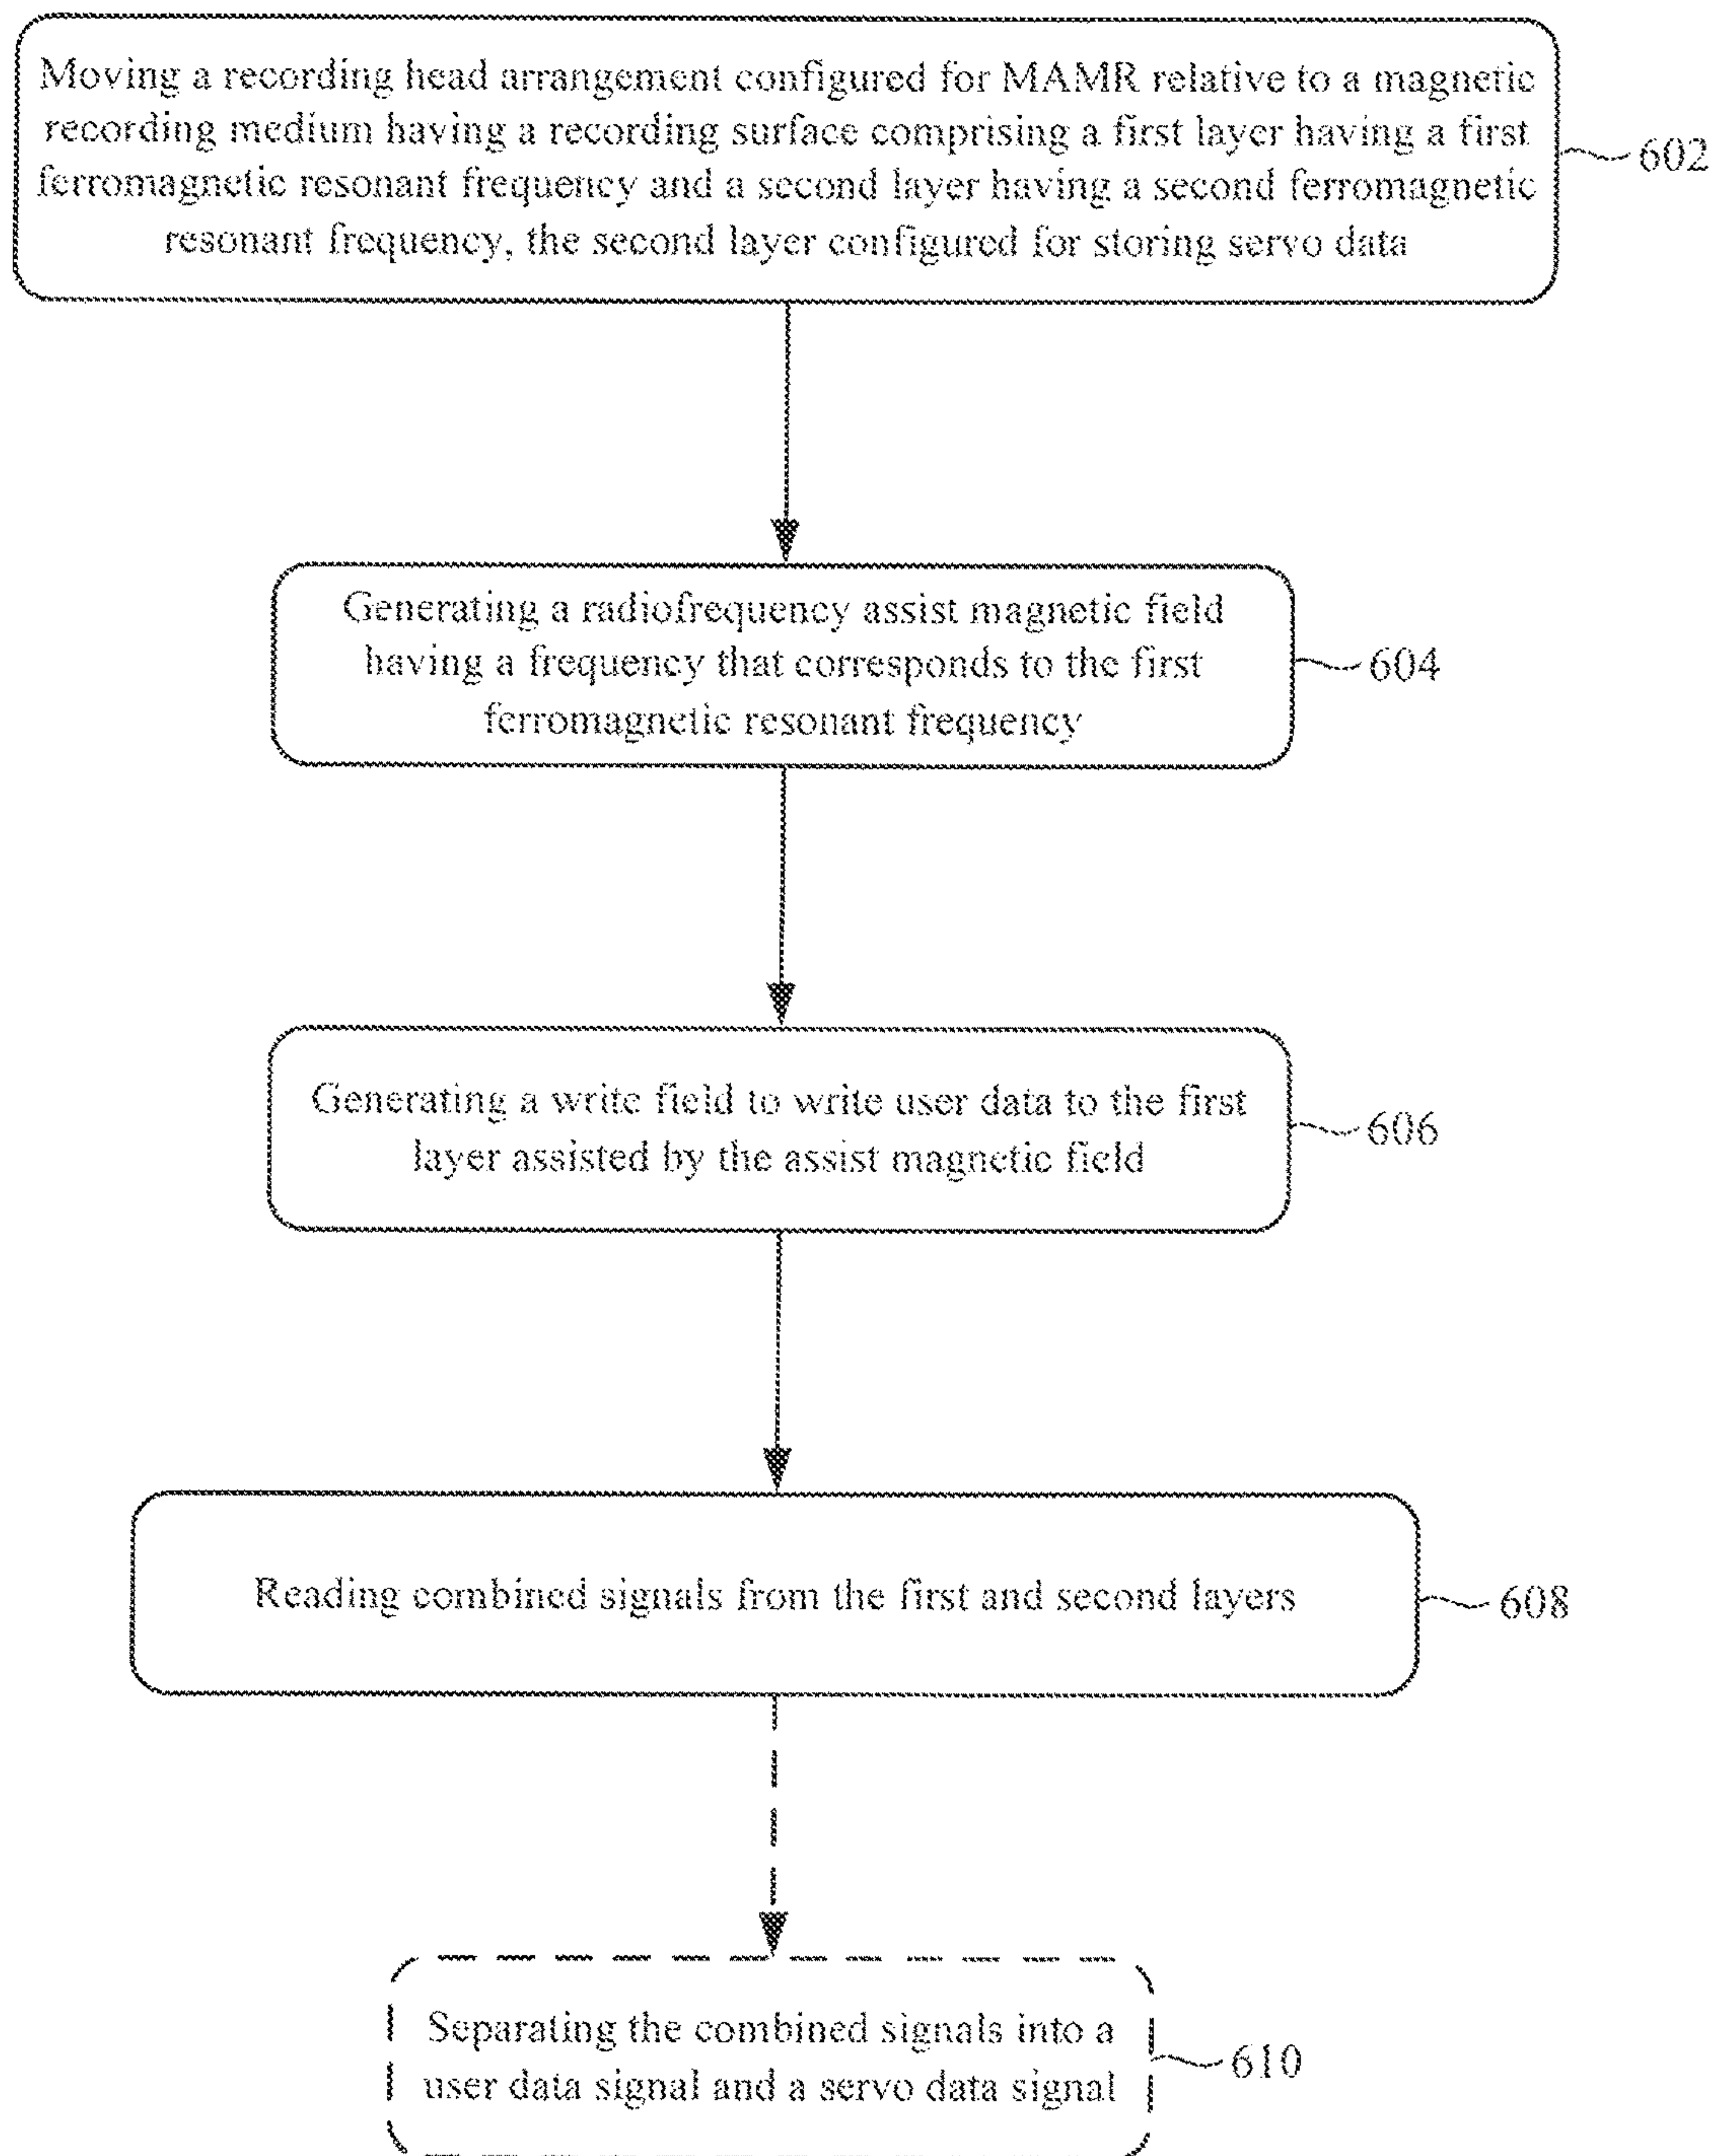 Moving a recording head arrangement configured for MAMR relative to a magnetic
recording medium having a recording surface comprising a first layer having a first
ferromagnetic resonant frequency and a second layer having a second ferromagnetic
resonant frequency, the second layer configured for storing servo data
602
Generating a radiofrequency assist magnetic field
having a frequency that corresponds to the first
ferromagnetic resonant frequency
604
Generating a write field to write user data to the first
layer assisted by the assist magnetic field
606
Reading combined signals from the first and second layers
608
Separating the combined signals into a
user data signal and a servo data signal
610